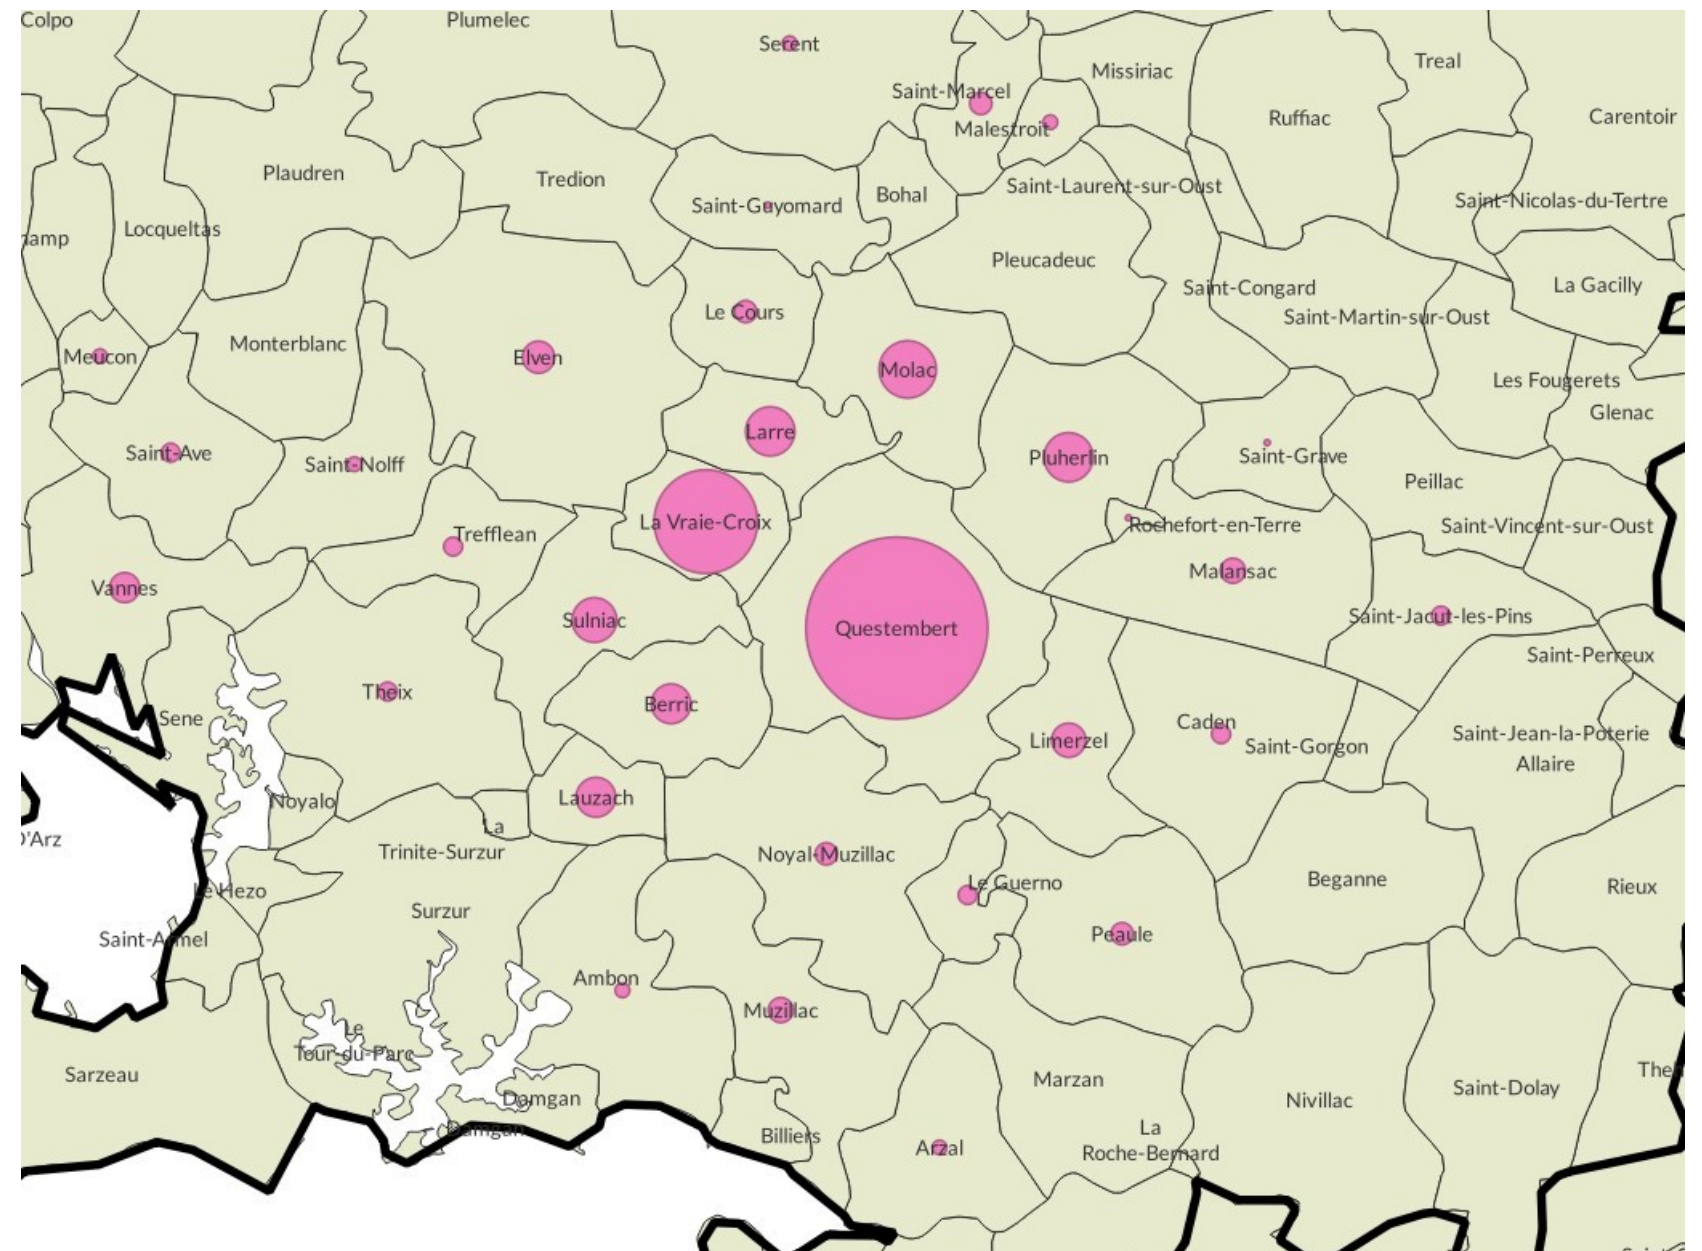 Colpo
Plumelec
Serent
Treal
Missiriac
Saint-Marcel
Ruffiac
Carentoir
Malestroit
Plaudren
Tredion
Saint-Laurent-sur-Oust
Bohal
Saint-Guyomard
Saint-Nicolas-du-Tertre
Locqueltas
hamp
Pleucadeuc
La Gacilly
Saint-Congard
Le Cours
Saint-Martin-sur-Oust
Monterblanc
Meucon
Elven
Molac
Les Fougerets
Glenac
Larre
Saint-Ave
Saint-Nolff
Pluherlin
Saint-Grave
Peillac
La Vraie-Croix
Rochefort-en-Terre
Saint-Vincent-sur-Oust
Trefflean
Malansac
Vannes
Sulniac
Questembert
Saint-Jacut-les-Pins
Saint-Perreux
Theix
Berric
Sene
Caden
Limerzel
Saint-Gorgon
Saint-Jean-la-Poterie
Allaire
Noyalo
Lauzach
La
Trinite-Surzur
D'Arz
Noyal-Muzillac
Le Guerno
Beganne
Rieux
Le Hezo
Surzur
Saint-Armel
Peaule
Ambon
Muzillac
Le
Tour-du-Parc
Sarzeau
Marzan
The
Saint-Dolay
Damgan
Nivillac
Damgan
Billiers
Arzal
La
Roche-Bernard